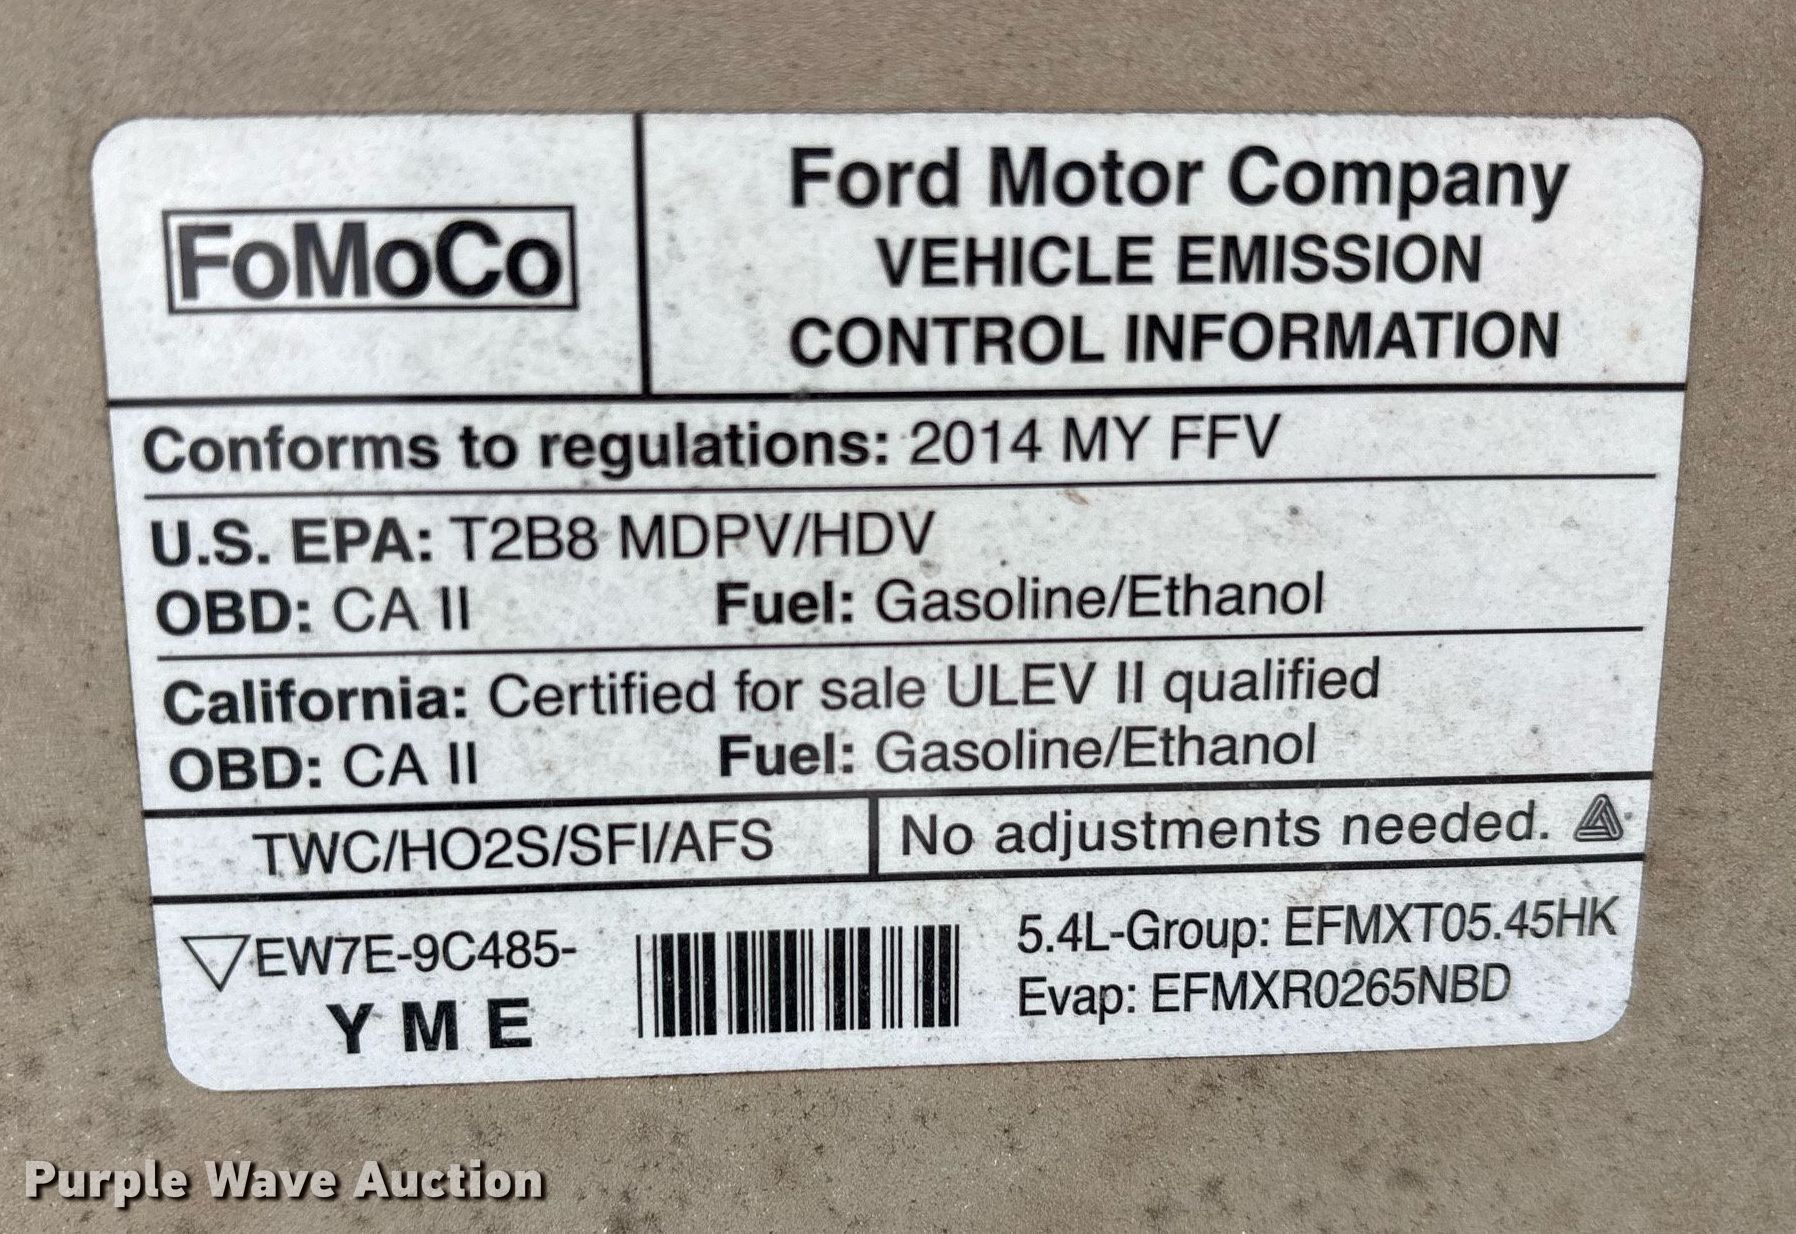 FoMoCo
Ford Motor Company
VEHICLE EMISSION
CONTROL INFORMATION
Conforms to regulations: 2014 MY FFV
U.S. EPA: T2B8 MDPV/HDV
OBD: CA II Fuel: Gasoline/Ethanol
California: Certified for sale ULEV II qualified
OBD: CA II Fuel: Gasoline/Ethanol
TWC/HO2S/SFI/AFS
No adjustments needed.
EW7E-9C485-
Y M E
5.4L-Group: EFMXT05.45HK
Evap: EFMXR0265NBD
Purple Wave Auction